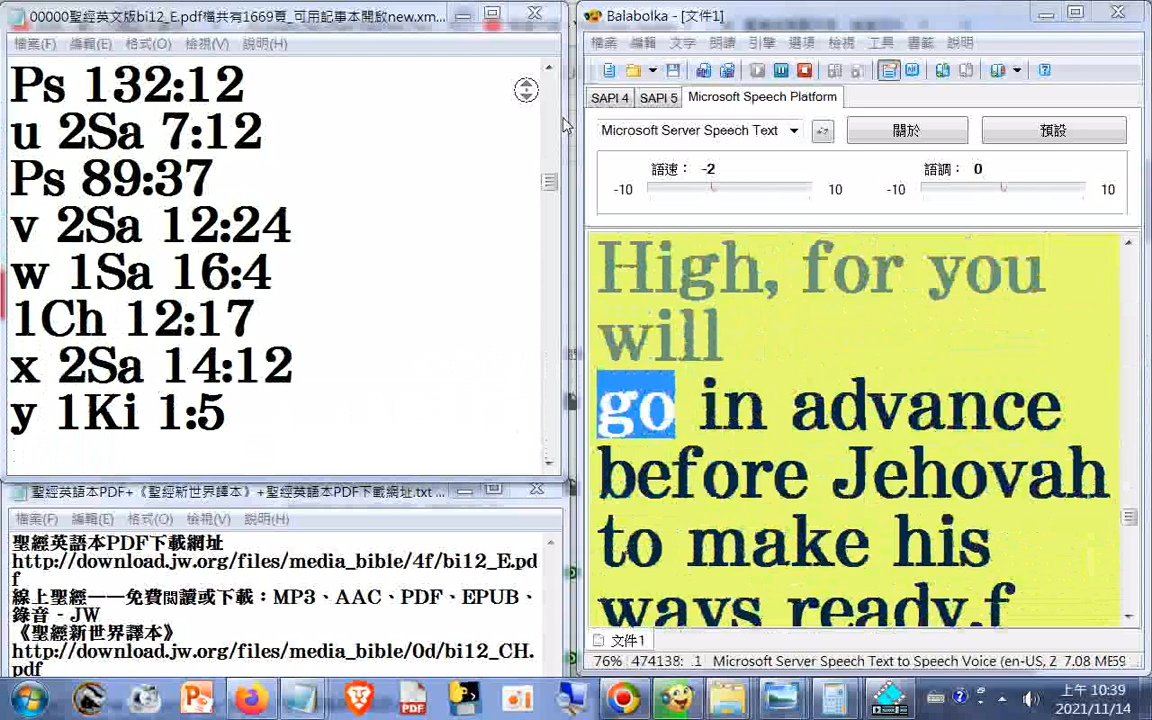 00000聖經英文版bi12_E.pdf檔共有1669頁_可用記事本開啟new.xm...
檔案(F) 編輯(E) 格式(O) 檢視(V) 說明(H)
Ps 132:12
u 2Sa 7:12
Ps 89:37
v 2Sa 12:24
w 1Sa 16:4
1Ch 12:17
x 2Sa 14:12
y 1Ki 1:5
聖經英語本PDF+《聖經新世界譯本》+聖經英語本PDF下載網址.txt ...
檔案(F) 編輯(E) 格式(O) 檢視(V) 說明(H)
聖經英語本PDF下載網址
http://download.jw.org/files/media_bible/4f/bi12_E.pd
f
線上聖經——免費閱讀或下載：MP3、AAC、PDF、EPUB、
錄音 - JW
《聖經新世界譯本》
http://download.jw.org/files/media_bible/0d/bi12_CH.
pdf
Balabolka - [文件1]
檔案 編輯 文字 朗讀 引擎 選項 檢視 工具 書籤 說明
SAPI 4 SAPI 5 Microsoft Speech Platform
Microsoft Server Speech Text 關於 預設
語速： -2 語調： 0
-10 10 -10 10
High, for you
will
go in advance
before Jehovah
to make his
ways ready.f
文件1
76% 474138: 1 Microsoft Server Speech Text to Speech Voice (en-US, Z 7.08 ME59
PDF
上午 10:39
2021/11/14